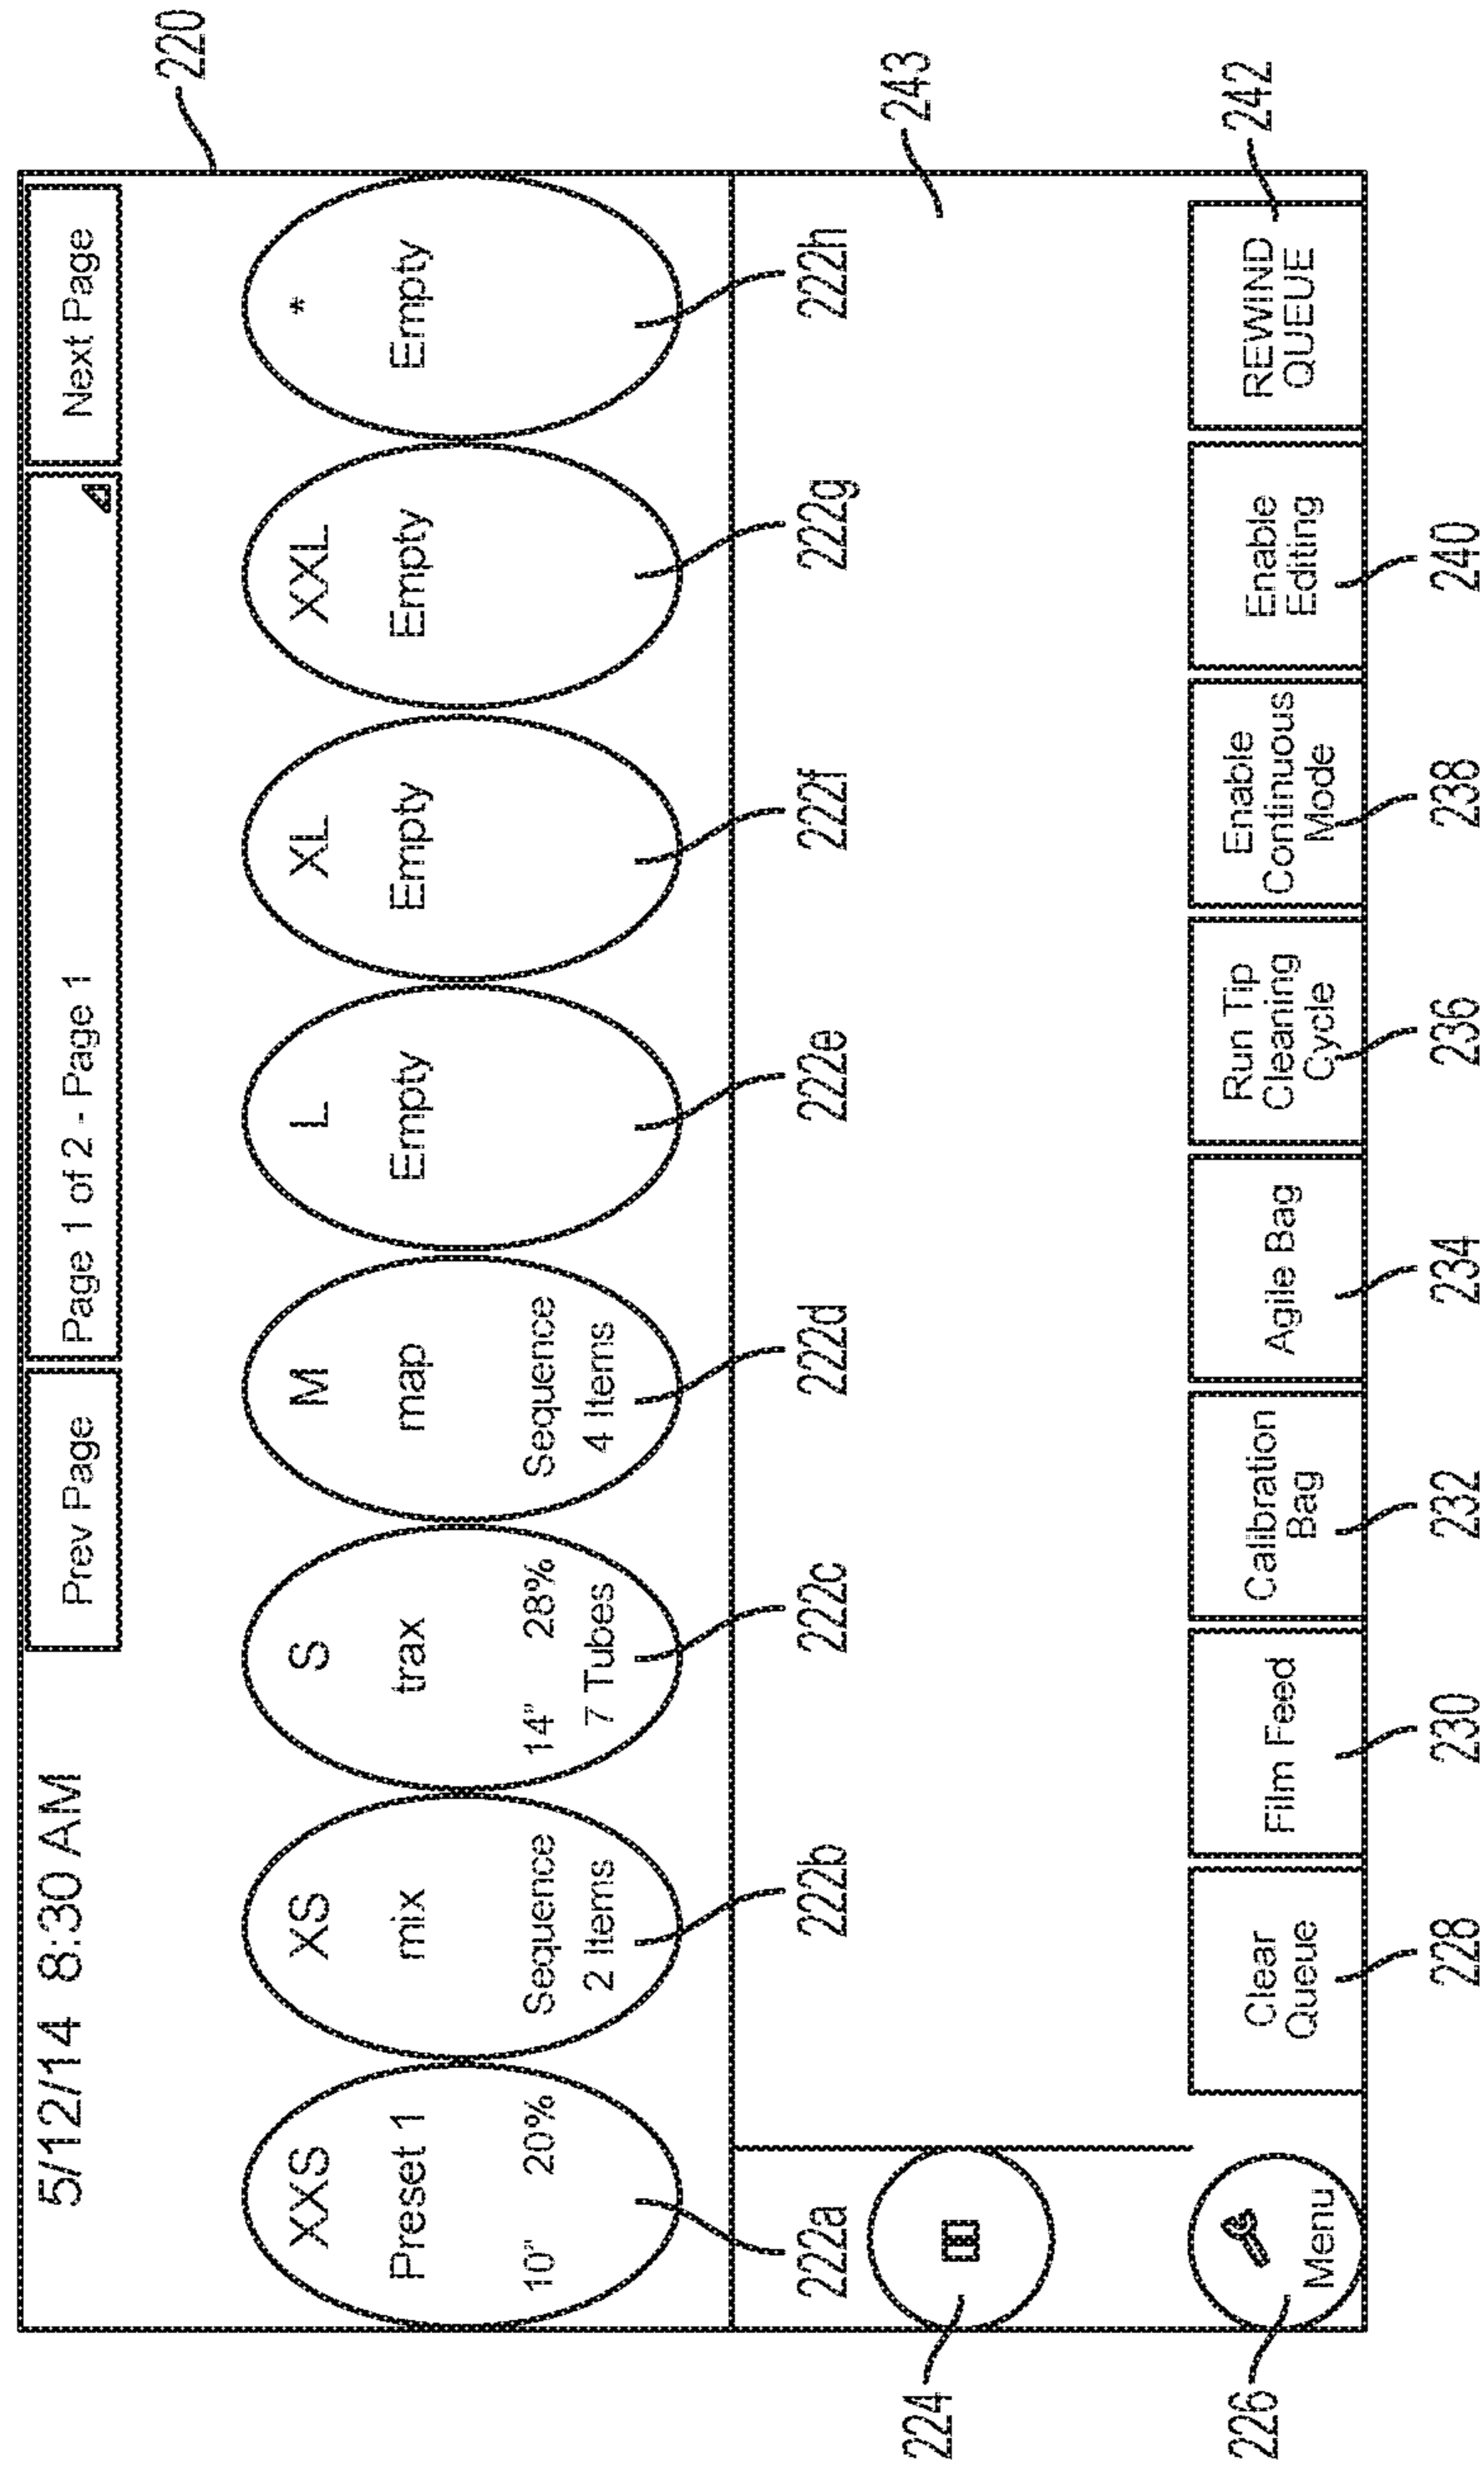 5/12/14 8:30 AM
Prev Page
Page 1 of 2 - Page 1
Next Page
220
XXS
Preset 1
10" 20%
XS
mix
Sequence
2 Items
S
trax
14" 28%
7 Tubes
M
map
Sequence
4 Items
L
Empty
XL
Empty
XXL
Empty
*
Empty
222a
222b
222c
222d
222e
222f
222g
222h
243
224
226
Menu
Clear
Queue
Film Feed
Calibration
Bag
Agile Bag
Run Tip
Cleaning
Cycle
Enable
Continuous
Mode
Enable
Editing
REWIND
QUEUE
242
228
230
232
234
236
238
240